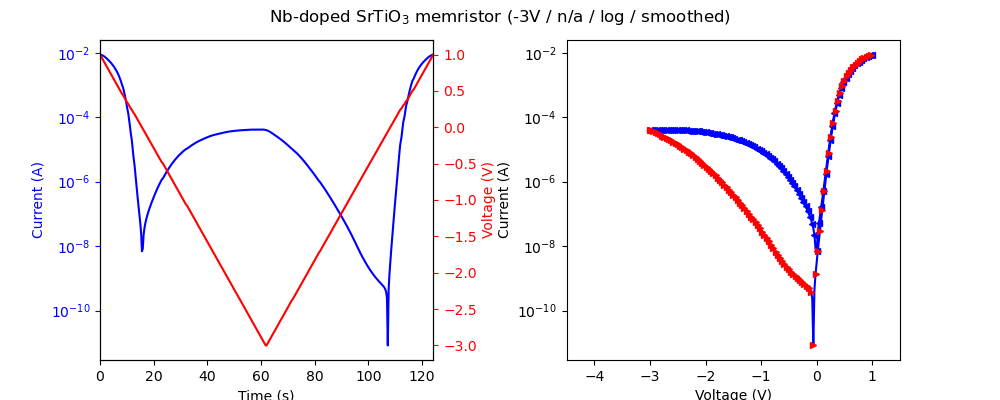 Nb-doped SrTiO$_3$ memristor (-3V / n/a / log / smoothed)
Current (A)
10$^{-2}$
10$^{-4}$
10$^{-6}$
10$^{-8}$
10$^{-10}$
0 20 40 60 80 100 120
Time (s)
1.0
0.5
0.0
−0.5
−1.0
−1.5
−2.0
−2.5
−3.0
Voltage (V)
Current (A)
10$^{-2}$
10$^{-4}$
10$^{-6}$
10$^{-8}$
10$^{-10}$
−4 −3 −2 −1 0 1
Voltage (V)